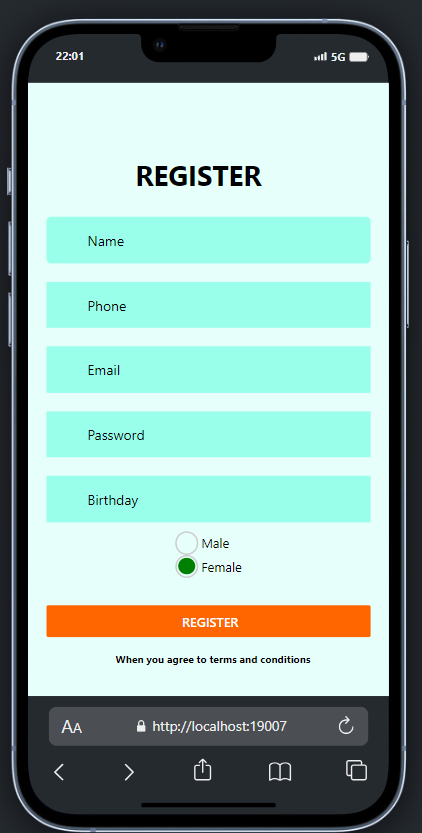 22:01
5G
REGISTER
Name
Phone
Email
Password
Birthday
Male
Female
REGISTER
When you agree to terms and conditions
AA
http://localhost:19007